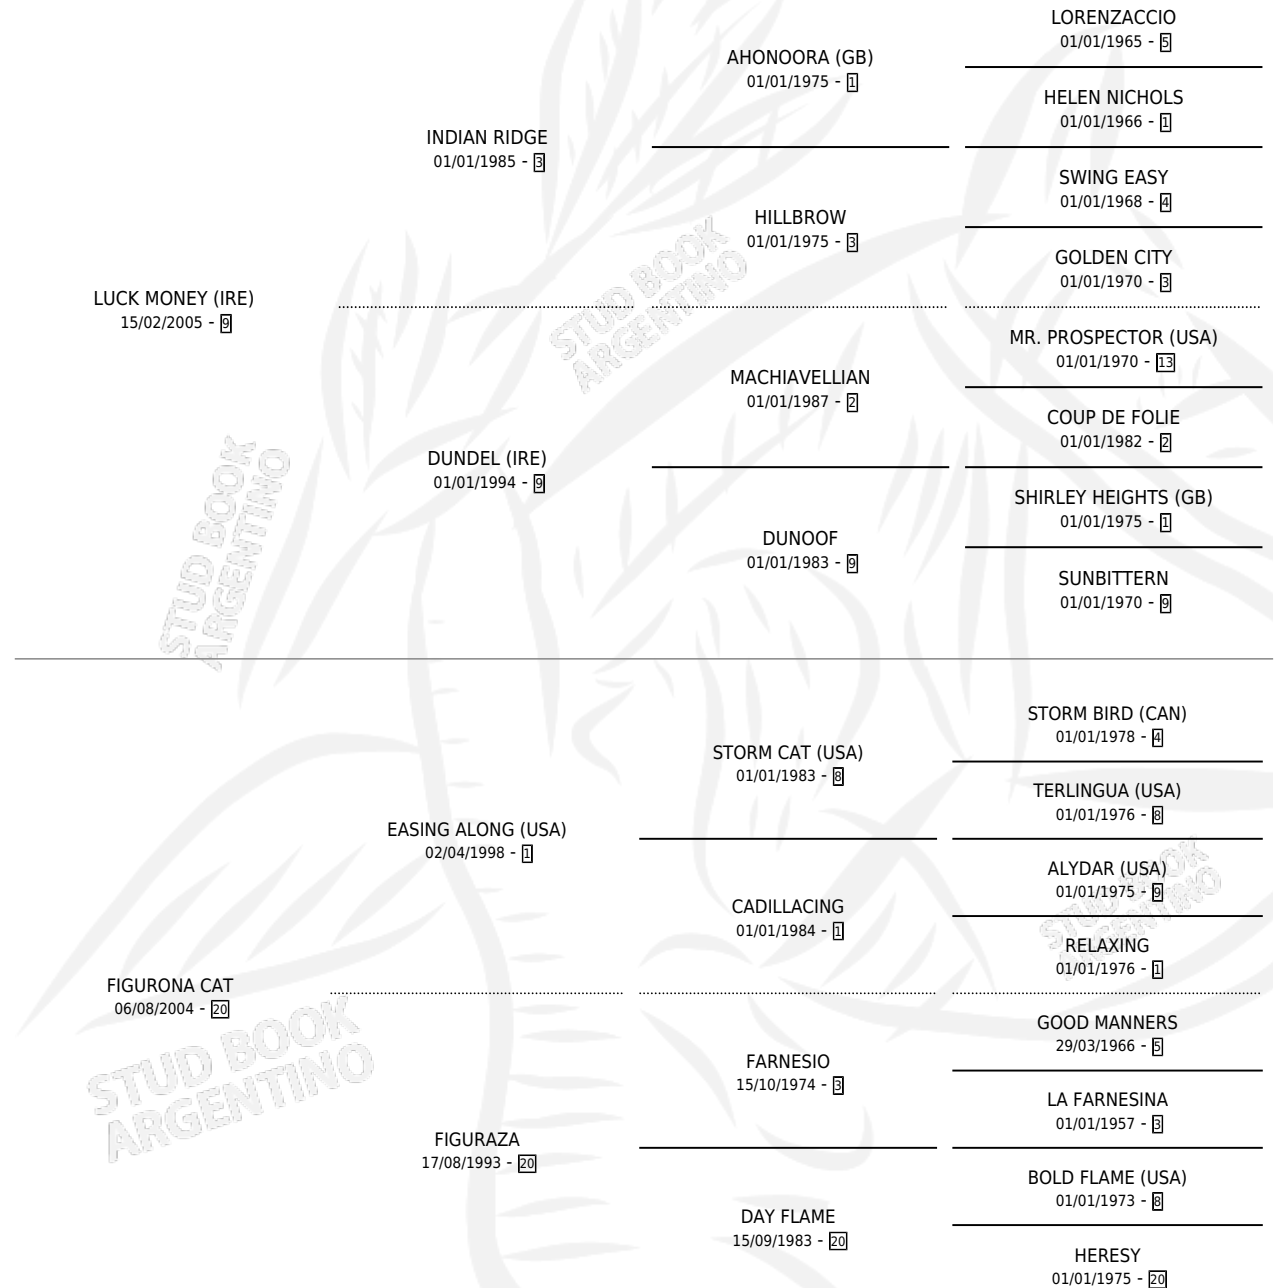 LORENZACCIO
01/01/1965 - 5
AHONOORA (GB)
01/01/1975 - 1
HELEN NICHOLS
01/01/1966 - 1
INDIAN RIDGE
01/01/1985 - 3
SWING EASY
01/01/1968 - 4
HILLBROW
01/01/1975 - 3
GOLDEN CITY
01/01/1970 - 3
LUCK MONEY (IRE)
15/02/2005 - 9
MR. PROSPECTOR (USA)
01/01/1970 - 13
MACHIAVELLIAN
01/01/1987 - 2
COUP DE FOLIE
01/01/1982 - 2
DUNDEL (IRE)
01/01/1994 - 9
SHIRLEY HEIGHTS (GB)
01/01/1975 - 1
DUNOOF
01/01/1983 - 9
SUNBITTERN
01/01/1970 - 9
STUD BOOK
ARGENTINO
STUD BOOK
ARGENTINO
STORM BIRD (CAN)
01/01/1978 - 4
STORM CAT (USA)
01/01/1983 - 8
TERLINGUA (USA)
01/01/1976 - 8
EASING ALONG (USA)
02/04/1998 - 1
ALYDAR (USA)
01/01/1975 - 9
CADILLACING
01/01/1984 - 1
RELAXING
01/01/1976 - 1
STUD BOOK
ARGENTINO
FIGURONA CAT
06/08/2004 - 20
GOOD MANNERS
29/03/1966 - 5
FARNESIO
15/10/1974 - 3
LA FARNESINA
01/01/1957 - 3
STUD BOOK
ARGENTINO
FIGURAZA
17/08/1993 - 20
BOLD FLAME (USA)
01/01/1973 - 8
DAY FLAME
15/09/1983 - 20
HERESY
01/01/1975 - 20